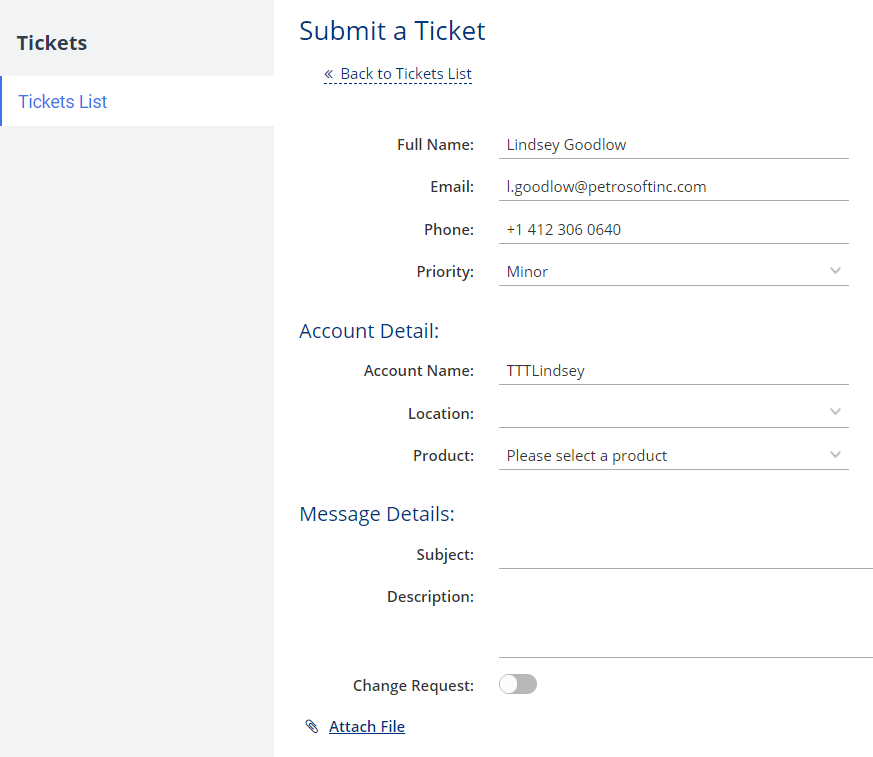 Tickets
Tickets List
Submit a Ticket
« Back to Tickets List
Full Name: Lindsey Goodlow
Email: l.goodlow@petrosoftinc.com
Phone: +1 412 306 0640
Priority: Minor
Account Detail:
Account Name: TTTLindsey
Location:
Product: Please select a product
Message Details:
Subject:
Description:
Change Request:
Attach File